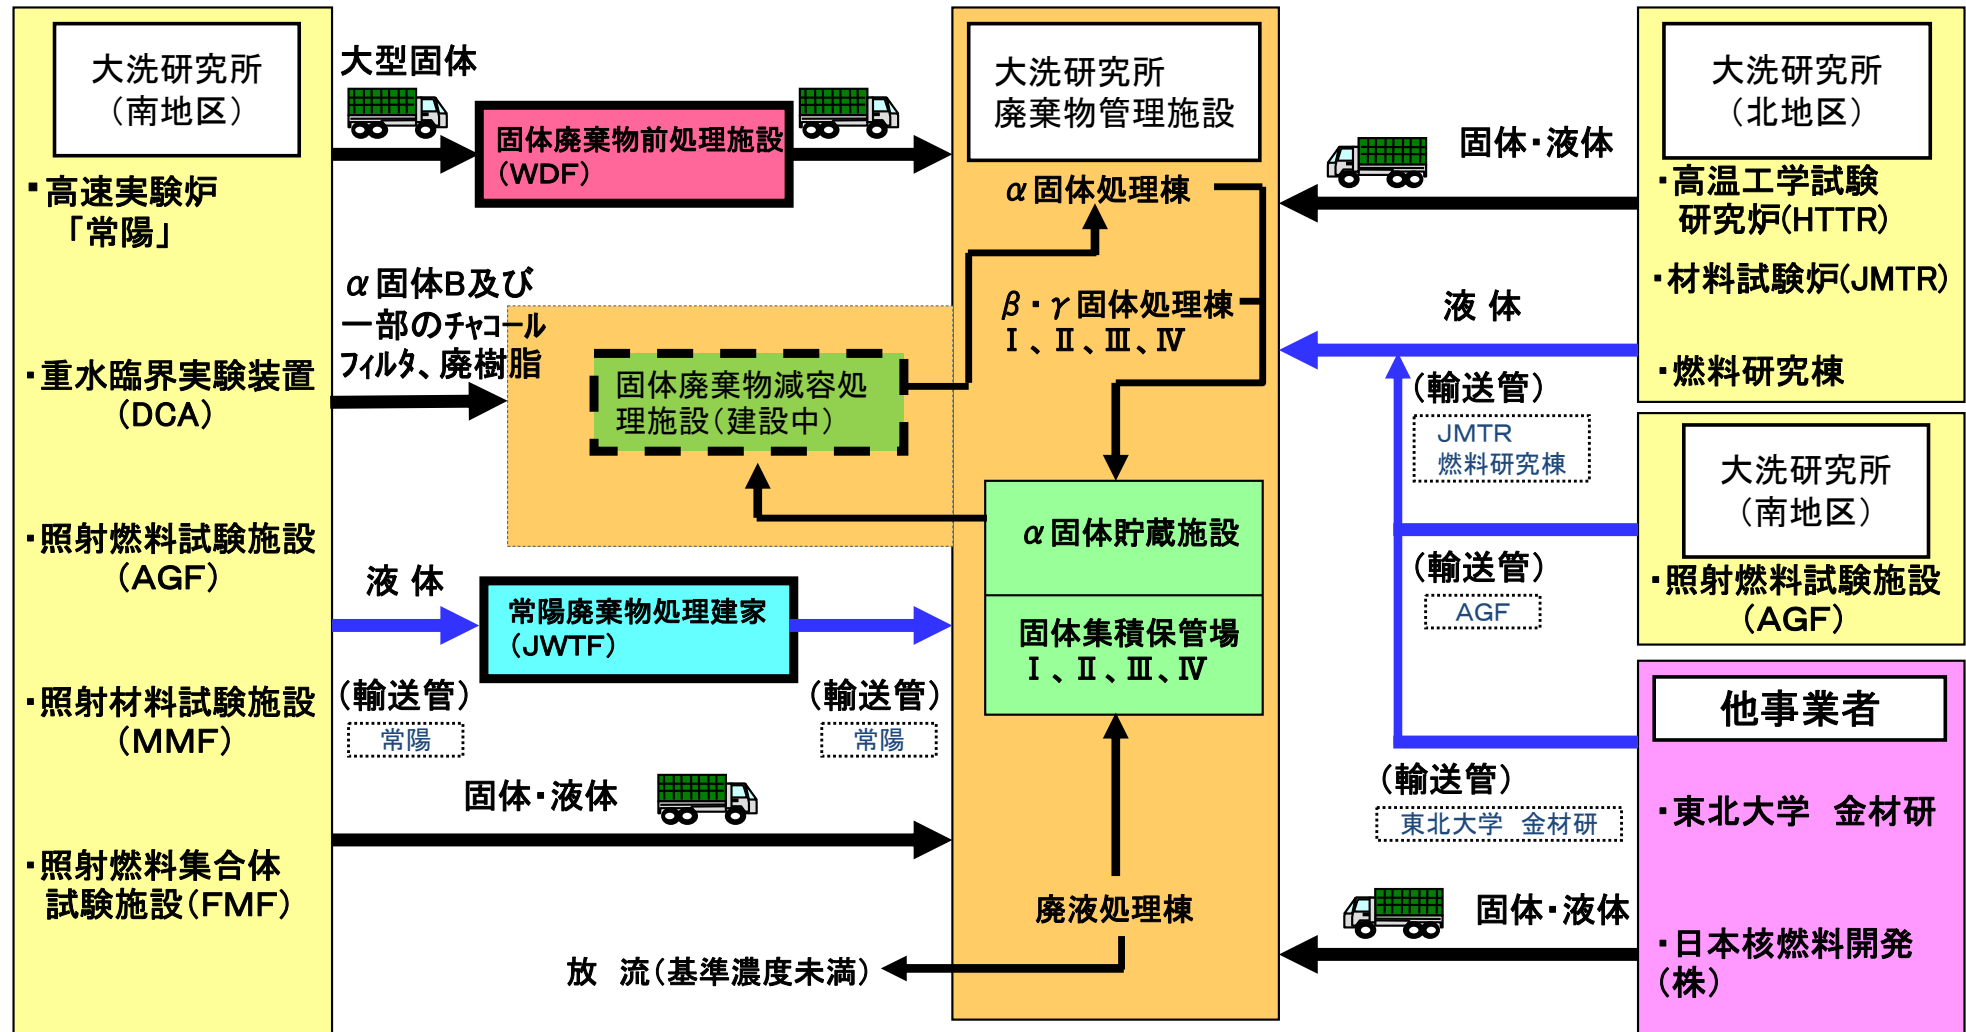 大洗研究所
（南地区）
・高速実験炉
「常陽」
・重水臨界実験装置
（DCA）
・照射燃料試験施設
（AGF）
・照射材料試験施設
（MMF）
・照射燃料集合体
試験施設（FMF）
大型固体
固体廃棄物前処理施設
（WDF）
α固体B及び
一部のチャコール
フィルタ、廃樹脂
固体廃棄物減容処
理施設（建設中）
液 体
常陽廃棄物処理建家
（JWTF）
（輸送管）
常陽
（輸送管）
常陽
固体・液体
放　流（基準濃度未満）
大洗研究所
廃棄物管理施設
α固体処理棟
β・γ固体処理棟
Ⅰ、Ⅱ、Ⅲ、Ⅳ
α固体貯蔵施設
固体集積保管場
Ⅰ、Ⅱ、Ⅲ、Ⅳ
廃液処理棟
固体・液体
液 体
（輸送管）
JMTR
燃料研究棟
（輸送管）
AGF
（輸送管）
東北大学　金材研
固体・液体
大洗研究所
（北地区）
・高温工学試験
研究炉(HTTR)
・材料試験炉(JMTR)
・燃料研究棟
大洗研究所
（南地区）
・照射燃料試験施設
（AGF）
他事業者
・東北大学　金材研
・日本核燃料開発
（株）